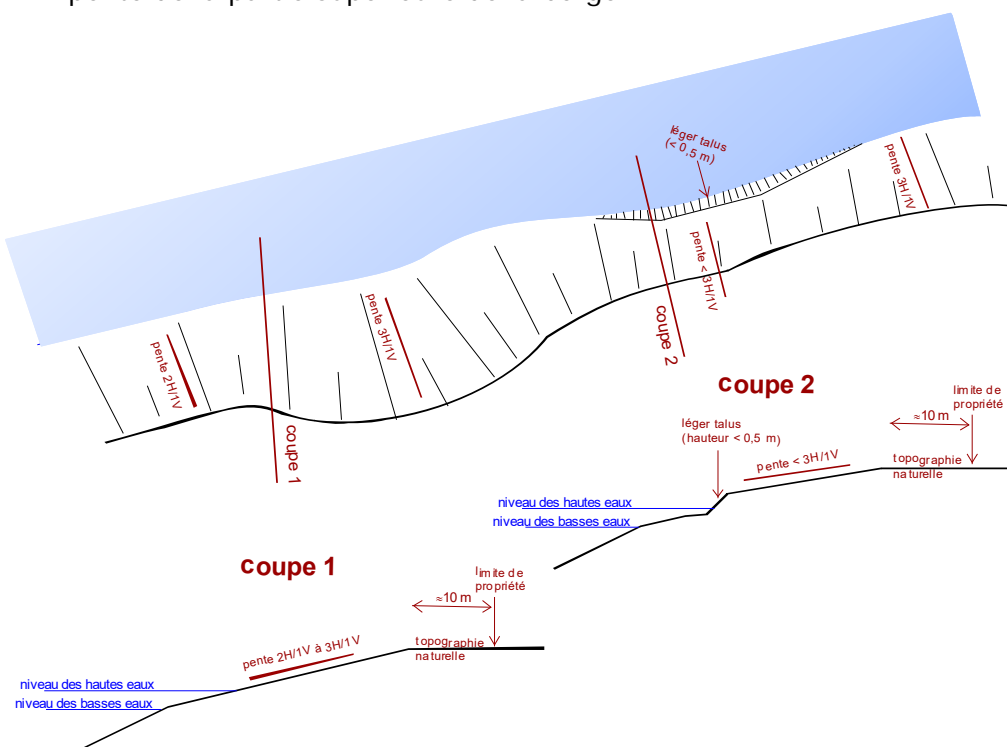 léger talus
(< 0,5 m)
pente 3H/1V
pente < 3H/1V
pente 3H/1V
pente 2H/1V
coupe 1
coupe 2
coupe 2
limite de
propriété
≈10 m
léger talus
(hauteur < 0,5 m)
pente < 3H/1V
topographie
naturelle
niveau des hautes eaux
niveau des basses eaux
coupe 1
limite de
propriété
≈10 m
pente 2H/1V à 3H/1V
topographie
naturelle
niveau des hautes eaux
niveau des basses eaux